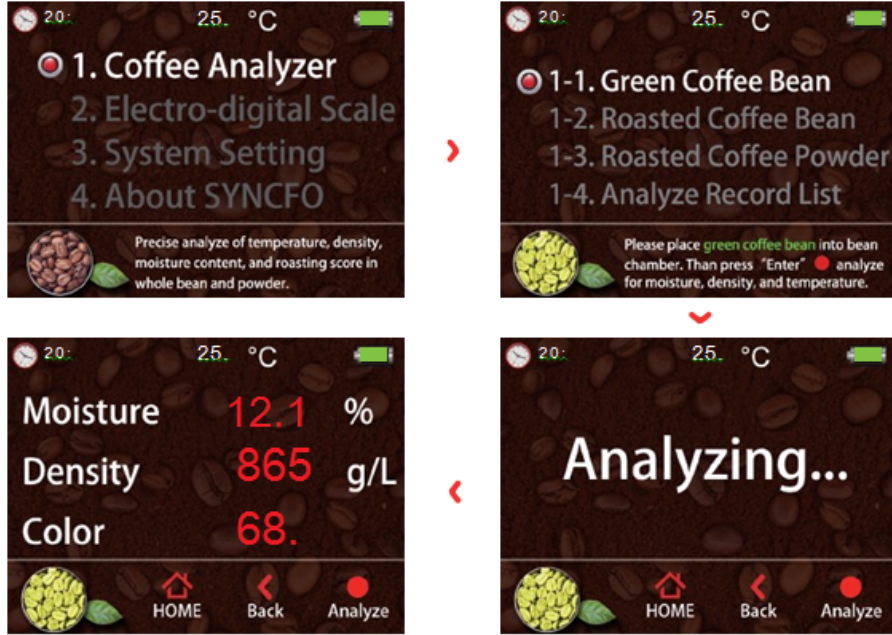 20:
25. °C
1. Coffee Analyzer
2. Electro-digital Scale
3. System Setting
4. About SYNCFO
Precise analyze of temperature, density,
moisture content, and roasting score in
whole bean and powder.
20:
25. °C
1-1. Green Coffee Bean
1-2. Roasted Coffee Bean
1-3. Roasted Coffee Powder
1-4. Analyze Record List
Please place green coffee bean into bean
chamber. Than press "Enter" analyze
for moisture, density, and temperature.
20:
25. °C
Analyzing...
HOME Back Analyze
20:
25. °C
Moisture 12.1 %
Density 865 g/L
Color 68.
HOME Back Analyze